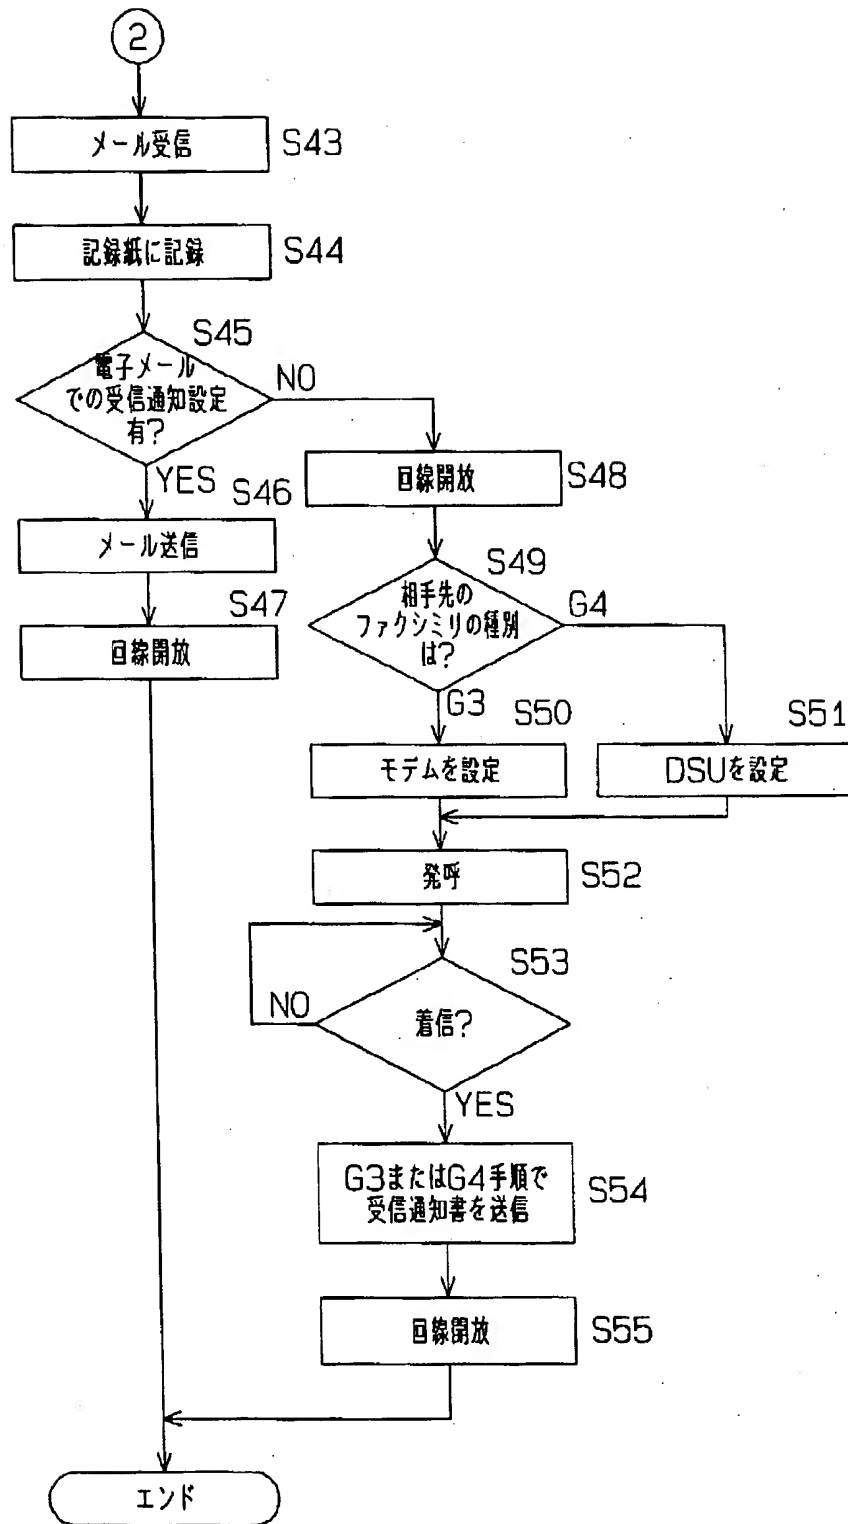 2
メール受信
S43
記録紙に記録
S44
S45
電子メール
での受信通知設定
有?
NO
YES
S46
メール送信
S47
回線開放
回線開放
S48
S49
相手先の
ファクシミリの種別
は?
G4
G3
S50
モデムを設定
S51
DSUを設定
発呼
S52
S53
着信?
NO
YES
G3またはG4手順で
受信通知書を送信
S54
回線開放
S55
エンド